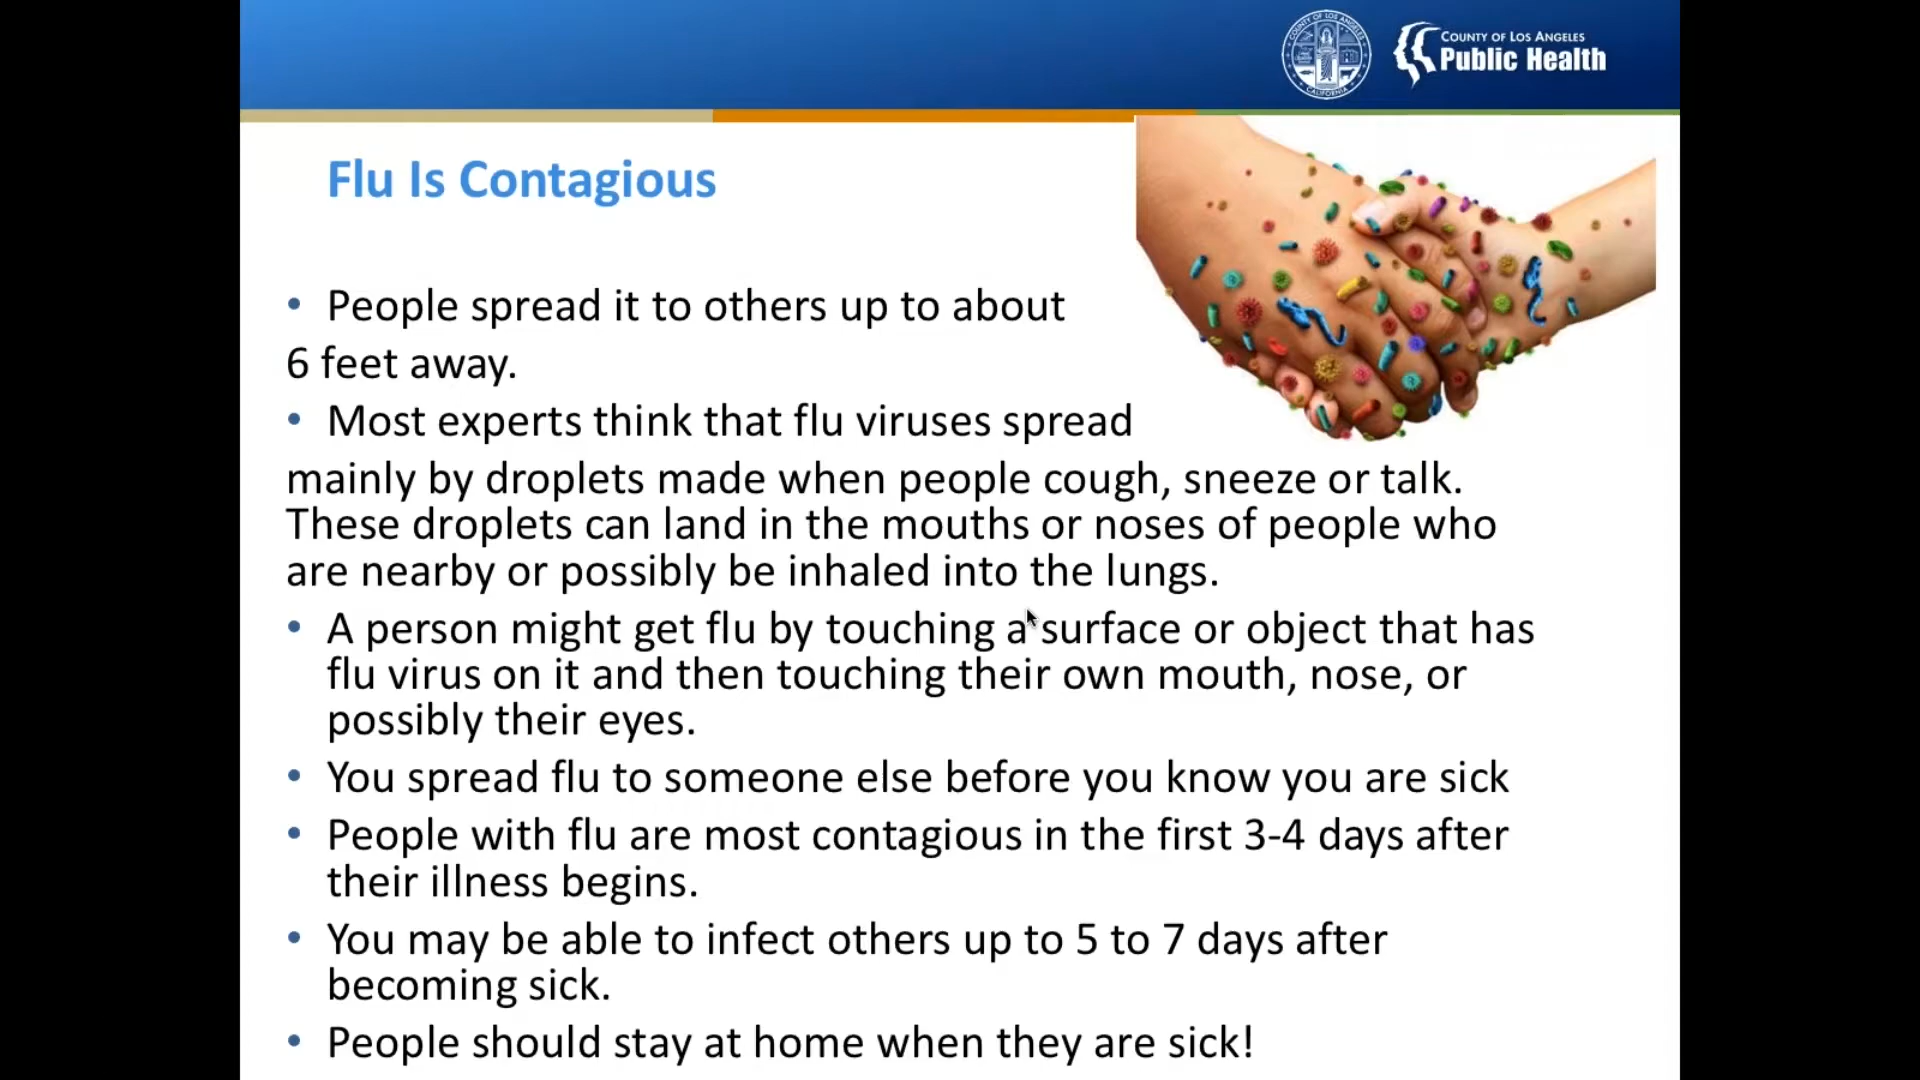 COUNTY OF LOS ANGELES
Public Health
Flu Is Contagious
• People spread it to others up to about
6 feet away.
• Most experts think that flu viruses spread
mainly by droplets made when people cough, sneeze or talk.
These droplets can land in the mouths or noses of people who
are nearby or possibly be inhaled into the lungs.
• A person might get flu by touching a surface or object that has
flu virus on it and then touching their own mouth, nose, or
possibly their eyes.
• You spread flu to someone else before you know you are sick
• People with flu are most contagious in the first 3-4 days after
their illness begins.
• You may be able to infect others up to 5 to 7 days after
becoming sick.
• People should stay at home when they are sick!